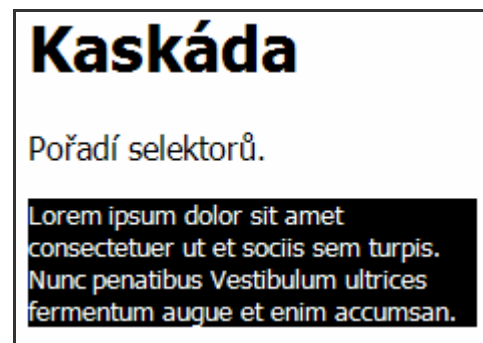 Kaskáda
Pořadí selektorů.
Lorem ipsum dolor sit amet
consectetuer ut et sociis sem turpis.
Nunc penatibus Vestibulum ultrices
fermentum augue et enim accumsan.